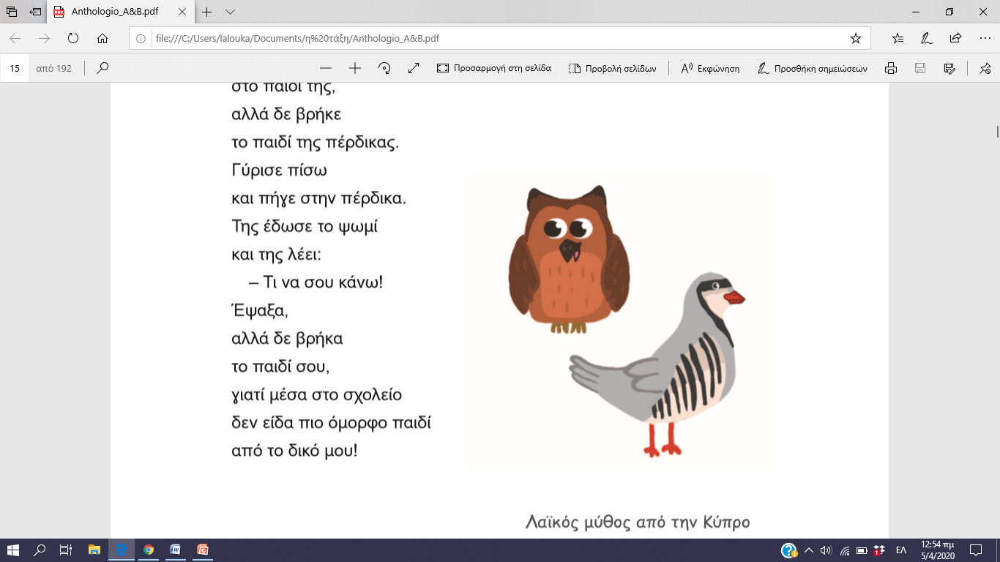 Anthologio_A&B.pdf
file:///C:/Users/lalouka/Documents/η%20τάξη/Anthologio_A&B.pdf
15 από 192 Προσαρμογή στη σελίδα Προβολή σελίδων Εκφώνηση Προσθήκη σημειώσεων
στο παιδί της,
αλλά δε βρήκε
το παιδί της πέρδικας.
Γύρισε πίσω
και πήγε στην πέρδικα.
Της έδωσε το ψωμί
και της λέει:
– Τι να σου κάνω!
Έψαξα,
αλλά δε βρήκα
το παιδί σου,
γιατί μέσα στο σχολείο
δεν είδα πιο όμορφο παιδί
από το δικό μου!
Λαϊκός μύθος από την Κύπρο
ΕΛ 12:54 πμ
5/4/2020